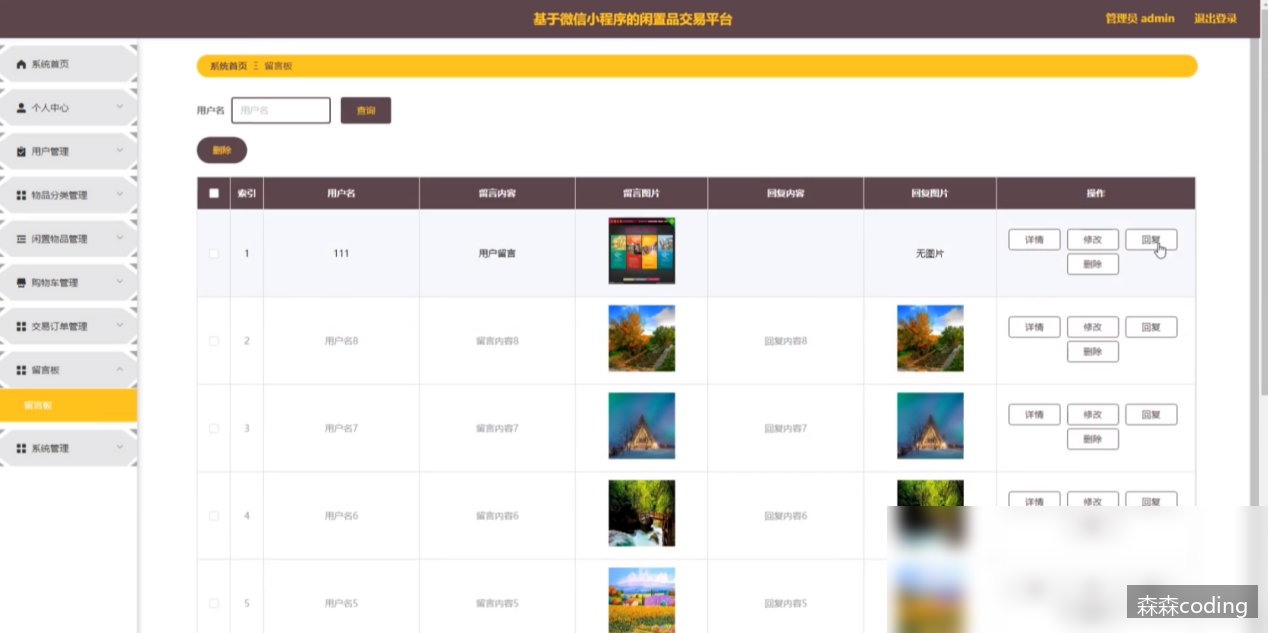 基于微信小程序的闲置品交易平台
管理员 admin 退出登录
系统首页
个人中心
用户管理
物品分类管理
闲置物品管理
购物车管理
交易订单管理
留言板
留言板
系统管理
系统首页 Ξ 留言板
用户名 用户名 查询
删除
索引 用户名 留言内容 留言图片 回复内容 回复图片 操作
1 111 用户留言 无图片 详情 修改 回复
删除
2 用户名8 留言内容8 回复内容8 详情 修改 回复
删除
3 用户名7 留言内容7 回复内容7 详情 修改 回复
删除
4 用户名6 留言内容6 回复内容6 详情 修改 回复
5 用户名5 留言内容5 回复内容5
森森coding